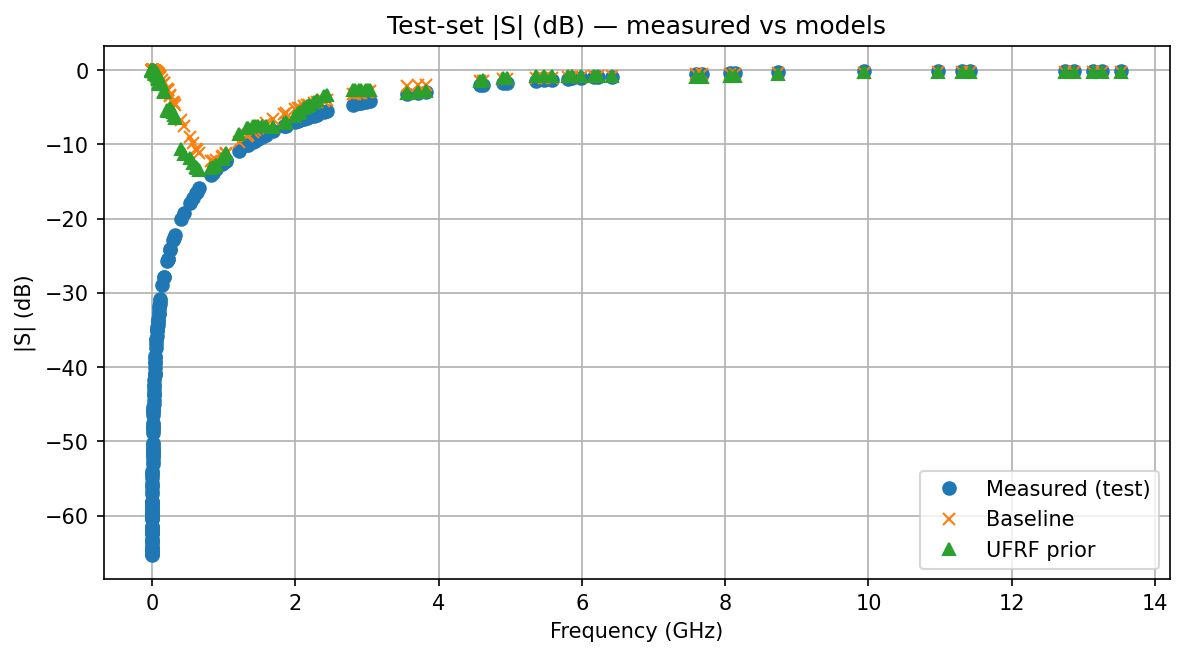 Test-set |S| (dB) — measured vs models
|S| (dB)
0
−10
−20
−30
−40
−50
−60
0 2 4 6 8 10 12 14
Frequency (GHz)
Measured (test)
Baseline
UFRF prior